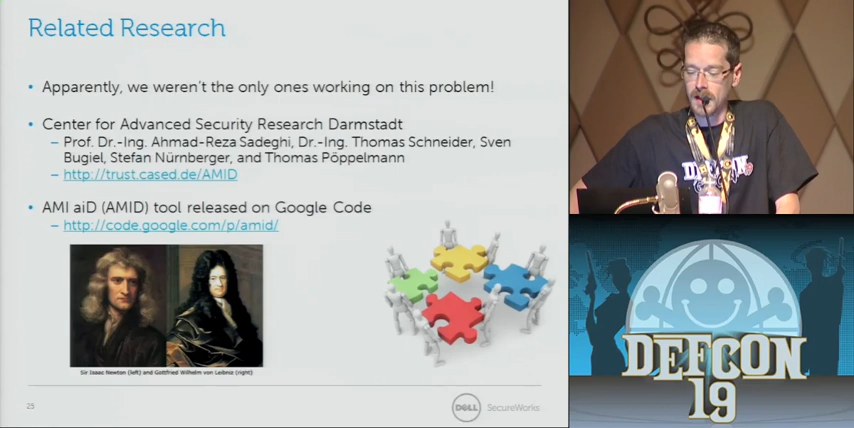 Related Research
• Apparently, we weren't the only ones working on this problem!
• Center for Advanced Security Research Darmstadt
– Prof. Dr.-Ing. Ahmad-Reza Sadeghi, Dr.-Ing. Thomas Schneider, Sven
Bugiel, Stefan Nürnberger, and Thomas Pöppelmann
– http://trust.cased.de/AMID
• AMI aiD (AMID) tool released on Google Code
– http://code.google.com/p/amid/
Sir Isaac Newton (left) and Gottfried Wilhelm von Leibniz (right)
25
DELL SecureWorks
DEFCON
DEFCON
19